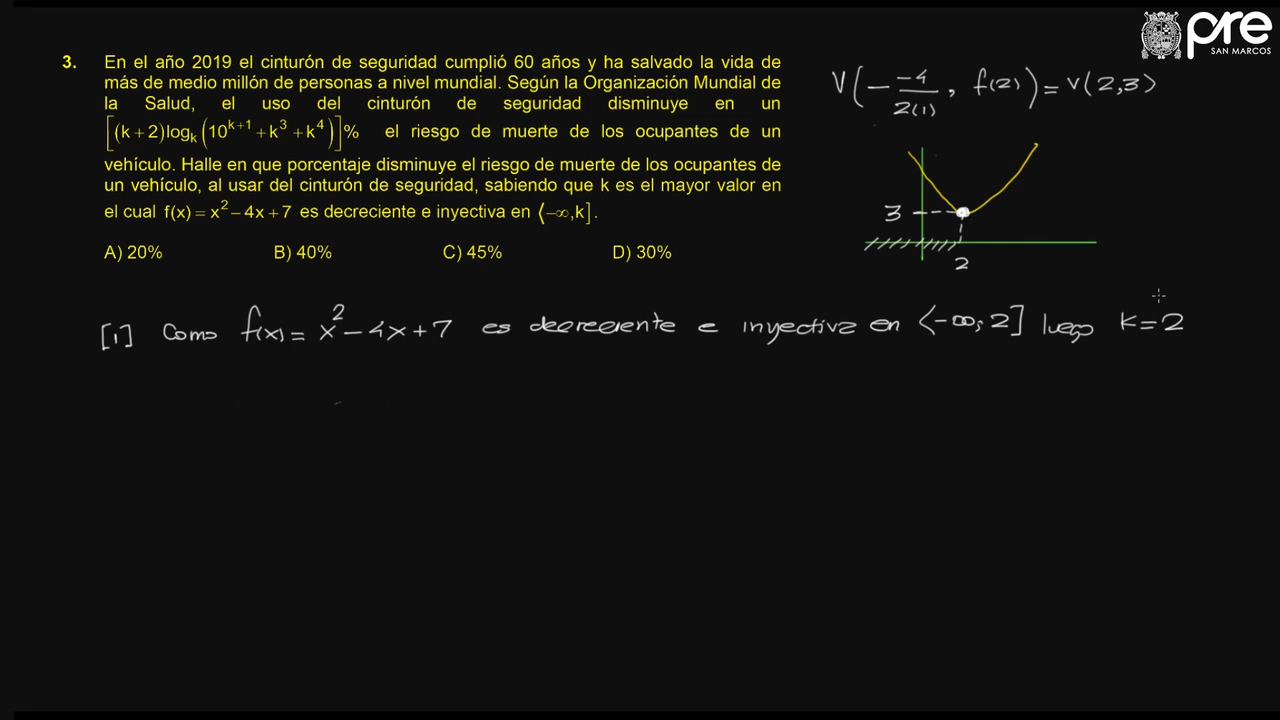 pre
SAN MARCOS
3. En el año 2019 el cinturón de seguridad cumplió 60 años y ha salvado la vida de
más de medio millón de personas a nivel mundial. Según la Organización Mundial de
la Salud, el uso del cinturón de seguridad disminuye en un
[(k+2)log_k(10^{k+1}+k^3+k^4)]% el riesgo de muerte de los ocupantes de un
vehículo. Halle en que porcentaje disminuye el riesgo de muerte de los ocupantes de
un vehículo, al usar del cinturón de seguridad, sabiendo que k es el mayor valor en
el cual f(x)=x²−4x+7 es decreciente e inyectiva en ⟨−∞,k].
A) 20% B) 40% C) 45% D) 30%
V(− −4/2(1), f(2)) = V(2,3)
3
2
[1] Como f(x) = x² − 4x + 7 es decreciente e inyectiva en ⟨−∞; 2] luego k = 2